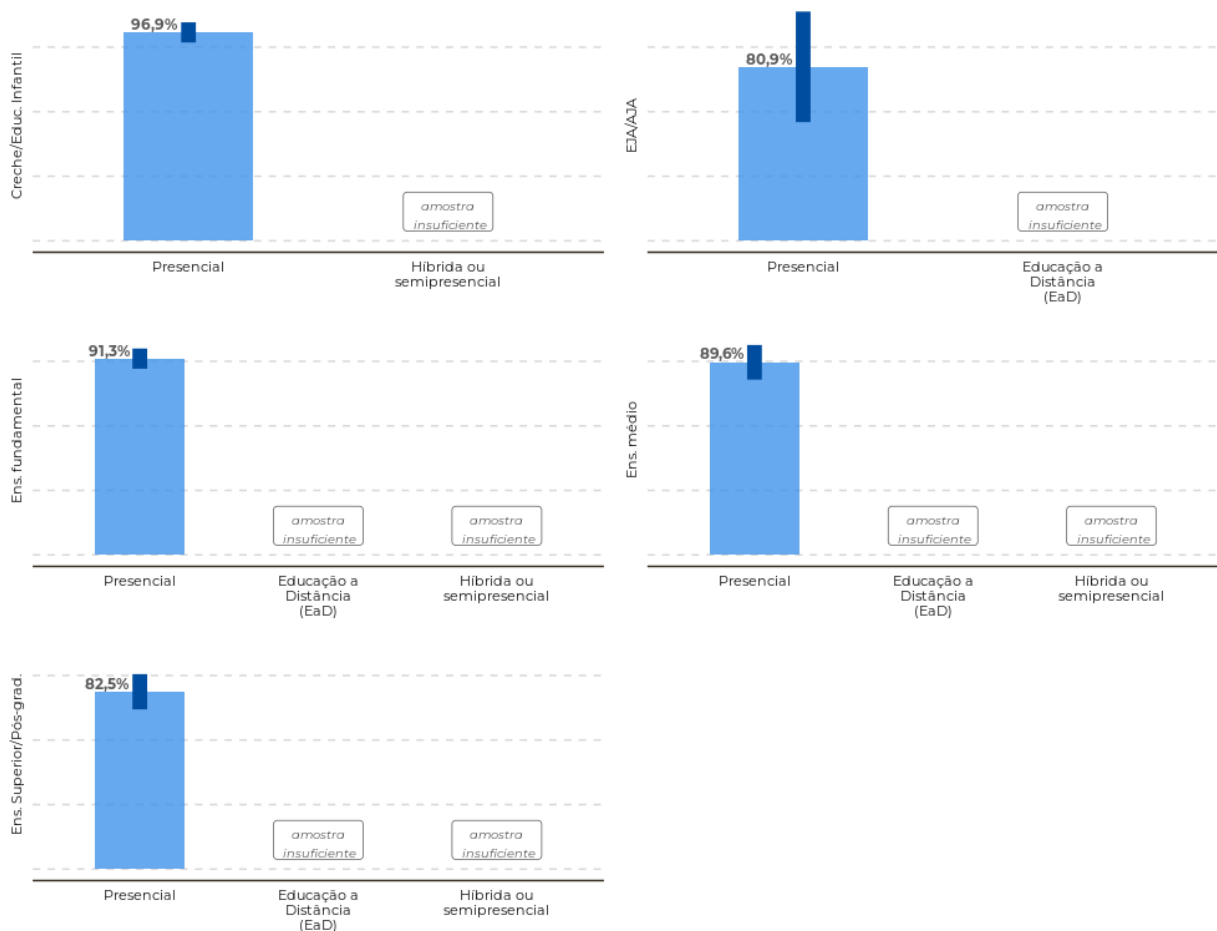 Creche/Educ. Infantil
96,9%
amostra
insuficiente
Presencial
Híbrida ou
semipresencial
EJA/AJA
80,9%
amostra
insuficiente
Presencial
Educação a
Distância
(EaD)
Ens. fundamental
91,3%
amostra
insuficiente
amostra
insuficiente
Presencial
Educação a
Distância
(EaD)
Híbrida ou
semipresencial
Ens. médio
89,6%
amostra
insuficiente
amostra
insuficiente
Presencial
Educação a
Distância
(EaD)
Híbrida ou
semipresencial
Ens. Superior/Pós-grad.
82,5%
amostra
insuficiente
amostra
insuficiente
Presencial
Educação a
Distância
(EaD)
Híbrida ou
semipresencial